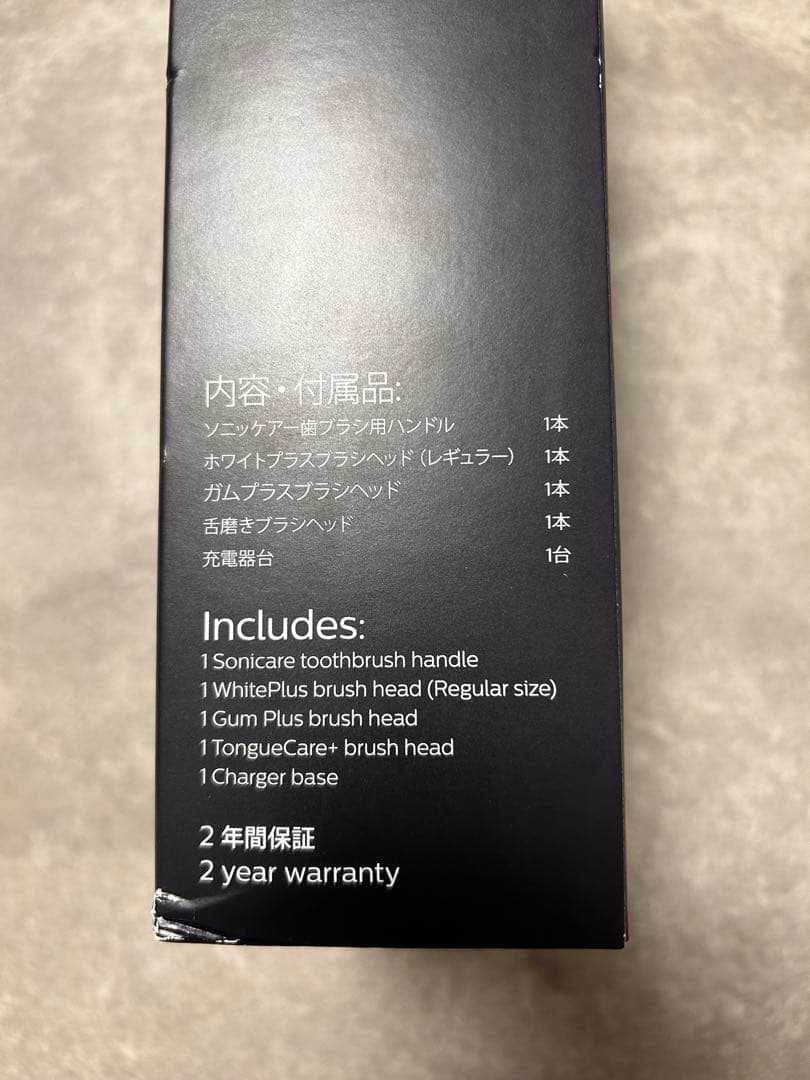 内容・付属品:
ソニッケアー歯ブラシ用ハンドル 1本
ホワイトプラスブラシヘッド（レギュラー） 1本
ガムプラスブラシヘッド 1本
舌磨きブラシヘッド 1本
充電器台 1台
Includes:
1 Sonicare toothbrush handle
1 WhitePlus brush head (Regular size)
1 Gum Plus brush head
1 TongueCare+ brush head
1 Charger base
2 年間保証
2 year warranty